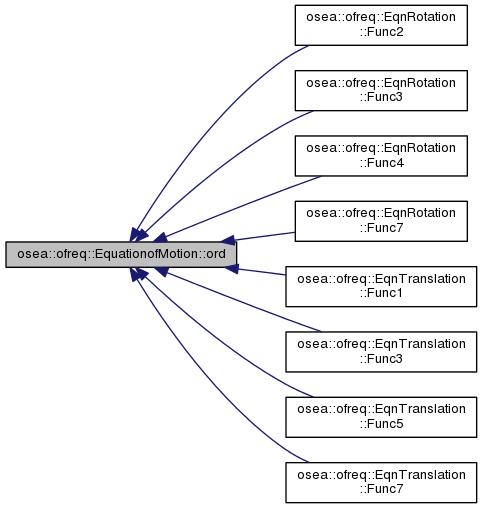 osea::ofreq::EqnRotation
::Func2
osea::ofreq::EqnRotation
::Func3
osea::ofreq::EqnRotation
::Func4
osea::ofreq::EqnRotation
::Func7
osea::ofreq::EquationofMotion::ord
osea::ofreq::EqnTranslation
::Func1
osea::ofreq::EqnTranslation
::Func3
osea::ofreq::EqnTranslation
::Func5
osea::ofreq::EqnTranslation
::Func7